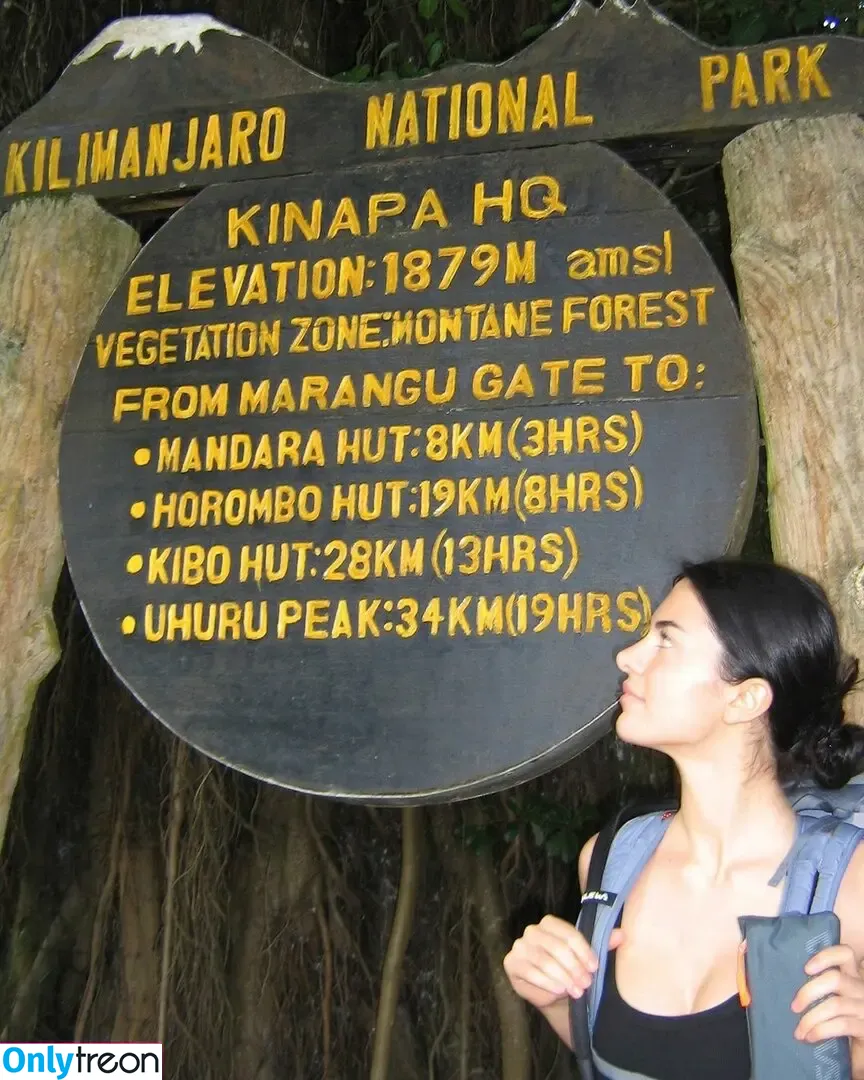 KILIMANJARO NATIONAL PARK
KINAPA HQ
ELEVATION:1879M amsl
VEGETATION ZONE:MONTANE FOREST
FROM MARANGU GATE TO:
•MANDARA HUT:8KM(3HRS)
•HOROMBO HUT:19KM(8HRS)
•KIBO HUT:28KM(13HRS)
•UHURU PEAK:34KM(19HRS)
Onlytreon